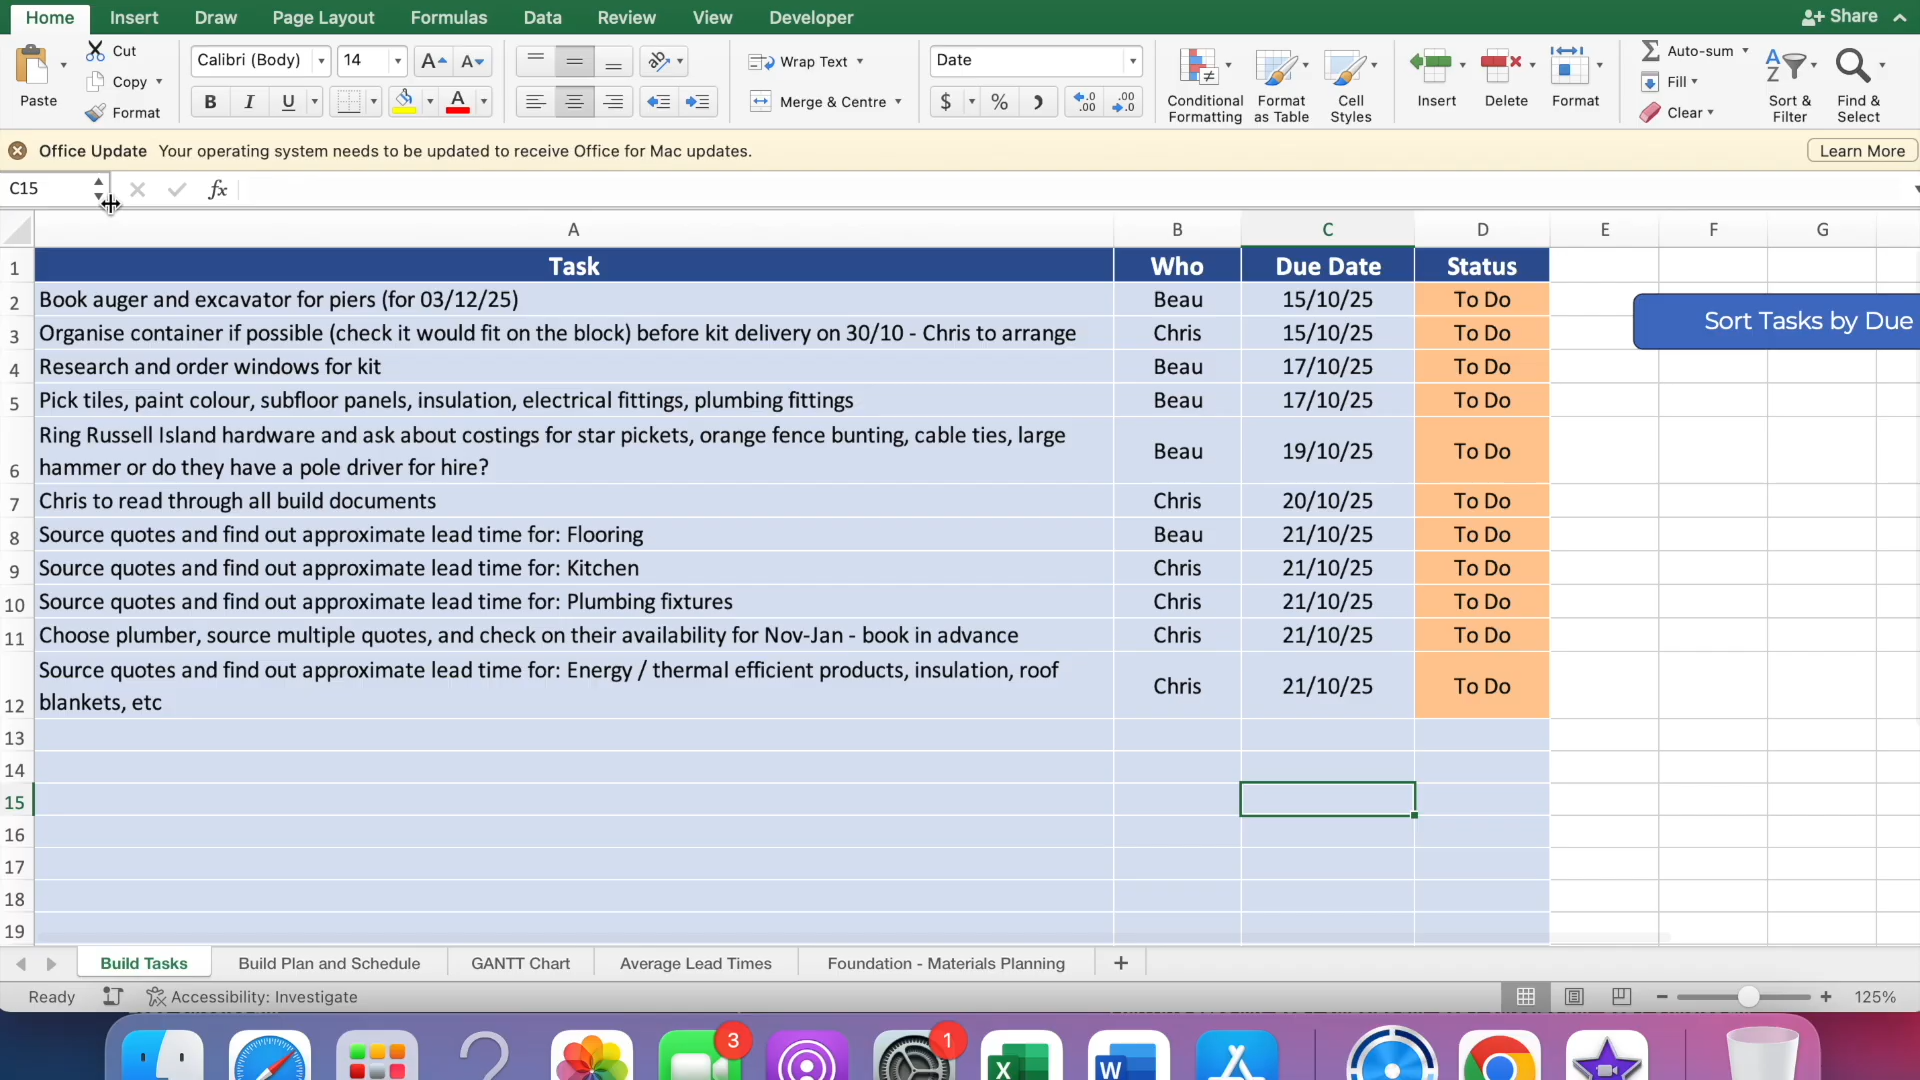 Home Insert Draw Page Layout Formulas Data Review View Developer Share
Cut Calibri (Body) 14 Wrap Text Date Auto-sum
Copy Fill
Paste Format B I U A Merge & Centre $ % Conditional Formatting Format as Table Cell Styles Insert Delete Format Clear Sort & Filter Find & Select
Office Update Your operating system needs to be updated to receive Office for Mac updates. Learn More
C15 fx
A B C D E F G
1 Task Who Due Date Status
2 Book auger and excavator for piers (for 03/12/25) Beau 15/10/25 To Do
Sort Tasks by Due
3 Organise container if possible (check it would fit on the block) before kit delivery on 30/10 - Chris to arrange Chris 15/10/25 To Do
4 Research and order windows for kit Beau 17/10/25 To Do
5 Pick tiles, paint colour, subfloor panels, insulation, electrical fittings, plumbing fittings Beau 17/10/25 To Do
Ring Russell Island hardware and ask about costings for star pickets, orange fence bunting, cable ties, large
6 hammer or do they have a pole driver for hire? Beau 19/10/25 To Do
7 Chris to read through all build documents Chris 20/10/25 To Do
8 Source quotes and find out approximate lead time for: Flooring Beau 21/10/25 To Do
9 Source quotes and find out approximate lead time for: Kitchen Chris 21/10/25 To Do
10 Source quotes and find out approximate lead time for: Plumbing fixtures Chris 21/10/25 To Do
11 Choose plumber, source multiple quotes, and check on their availability for Nov-Jan - book in advance Chris 21/10/25 To Do
Source quotes and find out approximate lead time for: Energy / thermal efficient products, insulation, roof
12 blankets, etc Chris 21/10/25 To Do
13
14
15
16
17
18
19
Build Tasks Build Plan and Schedule GANTT Chart Average Lead Times Foundation - Materials Planning +
Ready Accessibility: Investigate 125%
3 1
X W